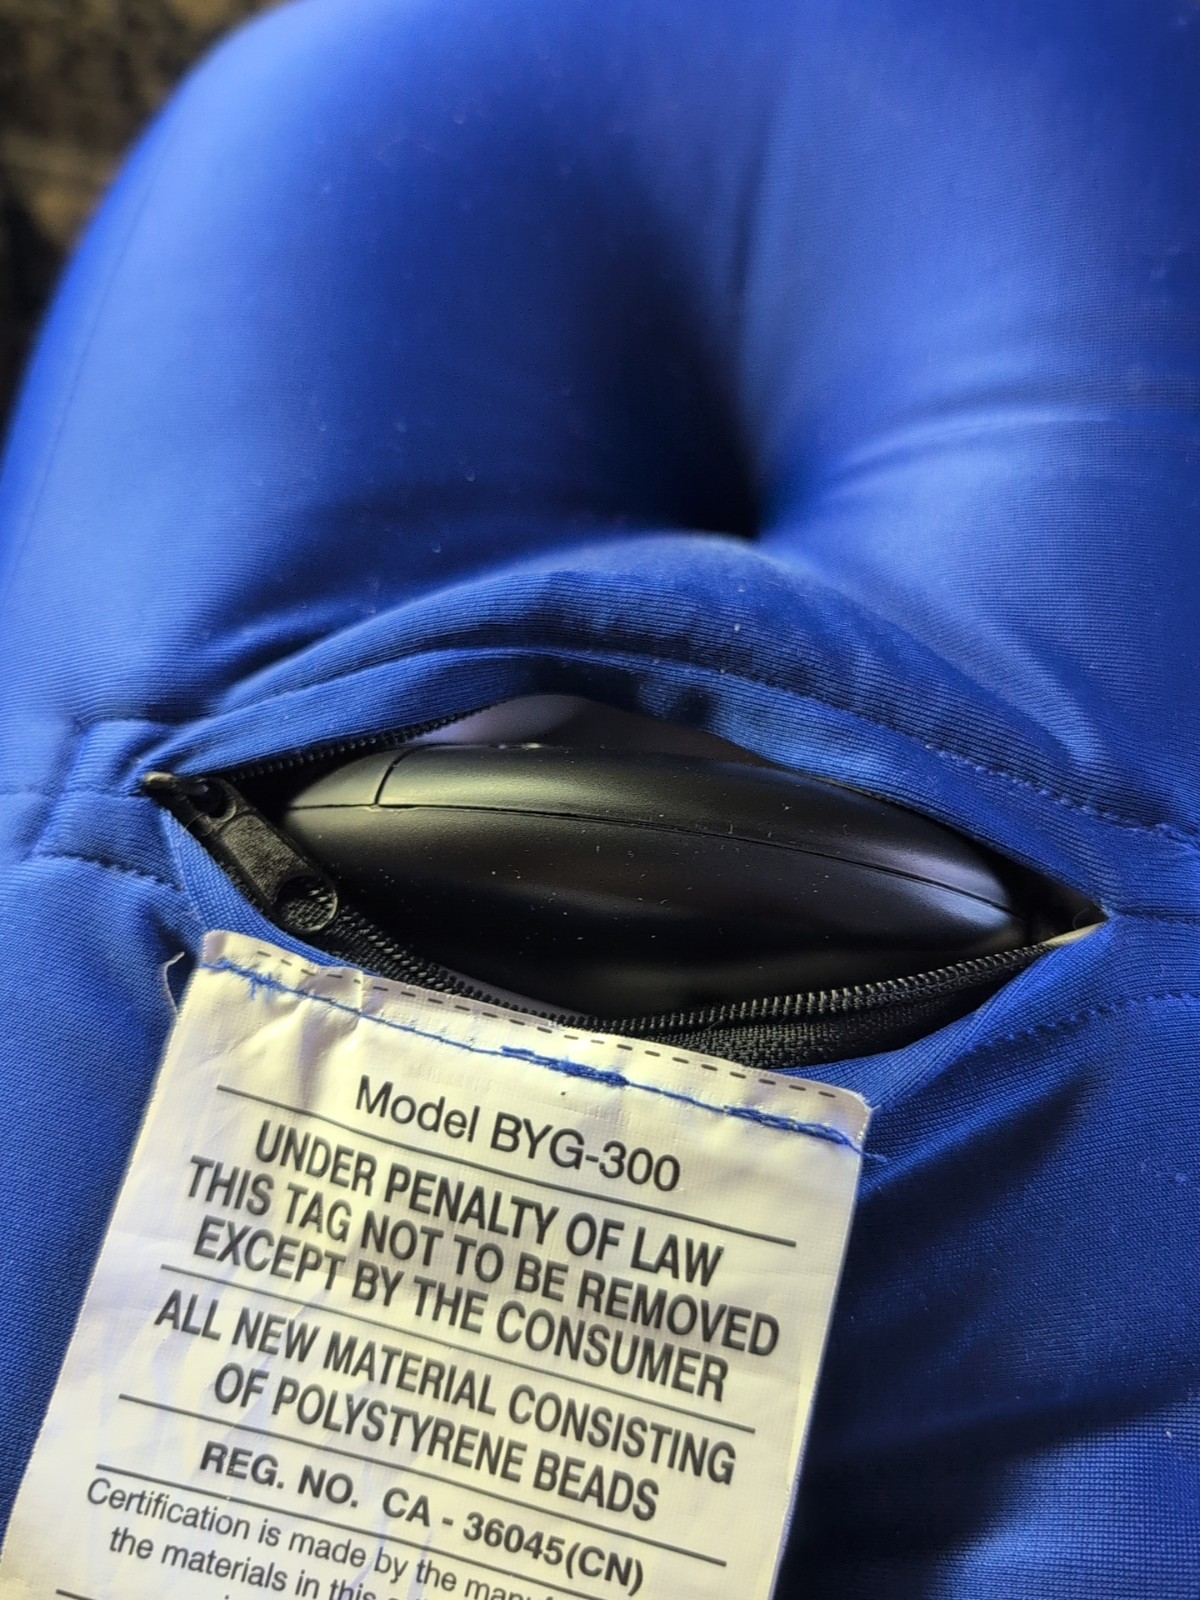 Model BYG-300
UNDER PENALTY OF LAW
THIS TAG NOT TO BE REMOVED
EXCEPT BY THE CONSUMER
ALL NEW MATERIAL CONSISTING
OF POLYSTYRENE BEADS
REG. NO. CA - 36045(CN)
Certification is made by the
the materials in this